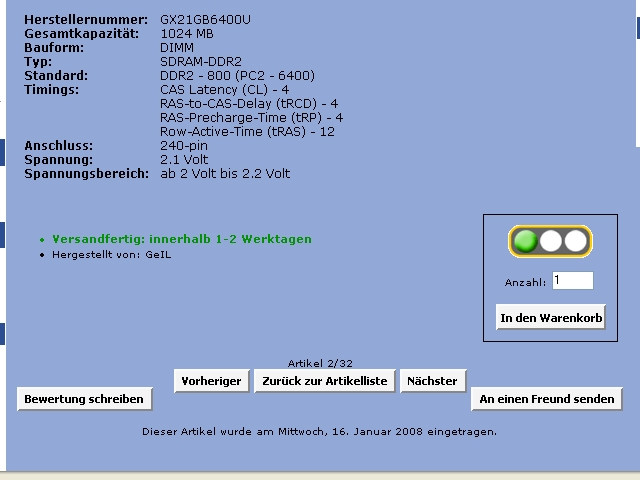 Herstellernummer: GX21GB6400U
Gesamtkapazität: 1024 MB
Bauform: DIMM
Typ: SDRAM-DDR2
Standard: DDR2 - 800 (PC2 - 6400)
Timings: CAS Latency (CL) - 4
RAS-to-CAS-Delay (tRCD) - 4
RAS-Precharge-Time (tRP) - 4
Row-Active-Time (tRAS) - 12
Anschluss: 240-pin
Spannung: 2.1 Volt
Spannungsbereich: ab 2 Volt bis 2.2 Volt
• Versandfertig: innerhalb 1-2 Werktagen
• Hergestellt von: GeIL
Anzahl: 1
In den Warenkorb
Artikel 2/32
Vorheriger Zurück zur Artikelliste Nächster
Bewertung schreiben An einen Freund senden
Dieser Artikel wurde am Mittwoch, 16. Januar 2008 eingetragen.